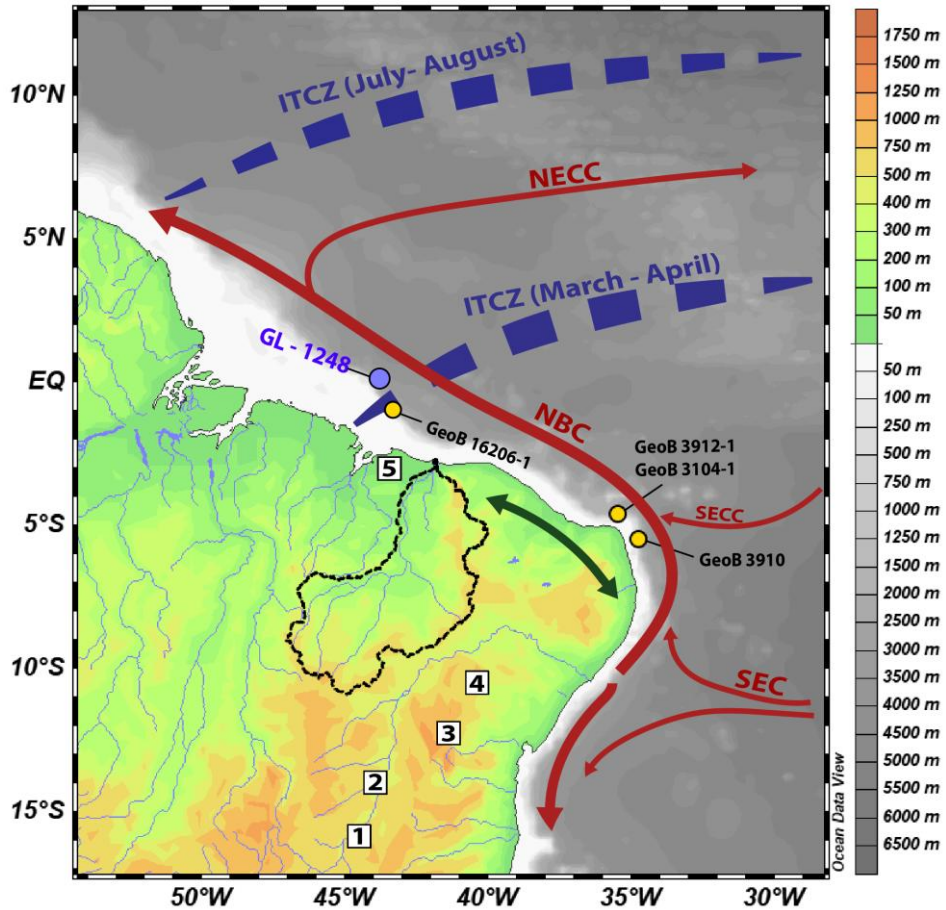 ITCZ (July- August)
NECC
ITCZ (March - April)
GL - 1248
NBC
GeoB 16206-1
GeoB 3912-1
GeoB 3104-1
SECC
GeoB 3910
SEC
5
4
3
2
1
10°N
5°N
EQ
5°S
10°S
15°S
50°W
45°W
40°W
35°W
30°W
Ocean Data View
1750 m
1500 m
1250 m
1000 m
750 m
500 m
400 m
300 m
200 m
100 m
50 m
50 m
100 m
250 m
500 m
750 m
1000 m
1250 m
1500 m
1750 m
2000 m
2500 m
3000 m
3500 m
4000 m
4500 m
5000 m
5500 m
6000 m
6500 m